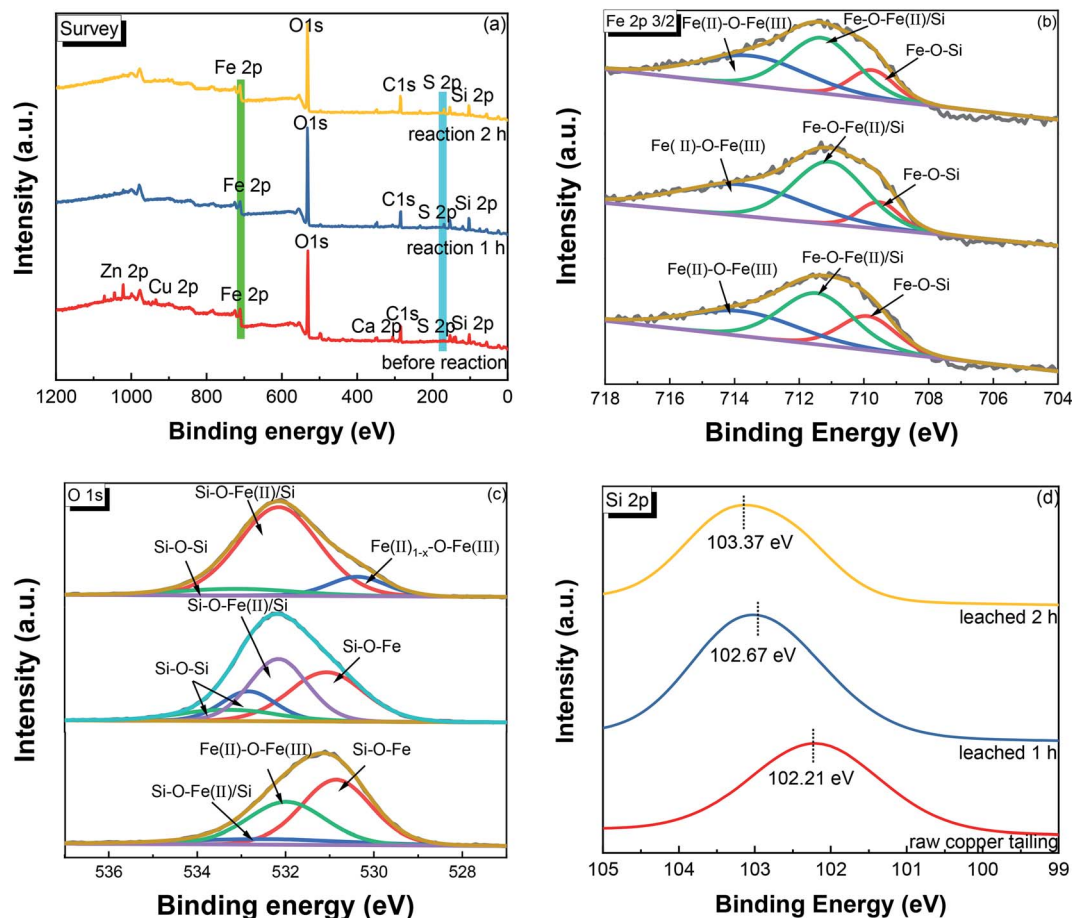 Survey
(a)
O1s
Fe 2p
C1s
S 2p
Si 2p
reaction 2 h
O1s
Fe 2p
C1s
S 2p
Si 2p
reaction 1 h
O1s
Zn 2p
Cu 2p
Fe 2p
Ca 2p
C1s
S 2p
Si 2p
before reaction
Intensity (a.u.)
1200 1000 800 600 400 200 0
Binding energy (eV)
Fe 2p 3/2
(b)
Fe(II)-O-Fe(III)
Fe-O-Fe(II)/Si
Fe-O-Si
Fe( II)-O-Fe(III)
Fe-O-Fe(II)/Si
Fe-O-Si
Fe(II)-O-Fe(III)
Fe-O-Fe(II)/Si
Fe-O-Si
Intensity (a.u.)
718 716 714 712 710 708 706 704
Binding Energy (eV)
O 1s
(c)
Si-O-Fe(II)/Si
Si-O-Si
Fe(II)1-x-O-Fe(III)
Si-O-Fe(II)/Si
Si-O-Si
Si-O-Fe
Fe(II)-O-Fe(III)
Si-O-Fe
Si-O-Fe(II)/Si
Intensity (a.u.)
536 534 532 530 528
Binding energy (eV)
Si 2p
(d)
103.37 eV
leached 2 h
102.67 eV
leached 1 h
102.21 eV
raw copper tailing
Intensity (a.u.)
105 104 103 102 101 100 99
Binding Energy (eV)